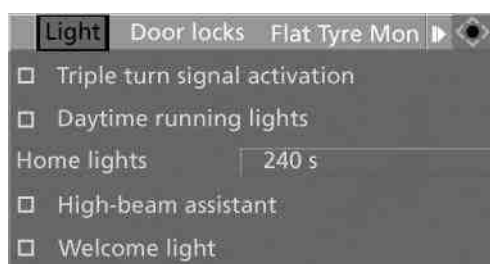 Light Door locks Flat Tyre Mon
Triple turn signal activation
Daytime running lights
Home lights 240 s
High-beam assistant
Welcome light